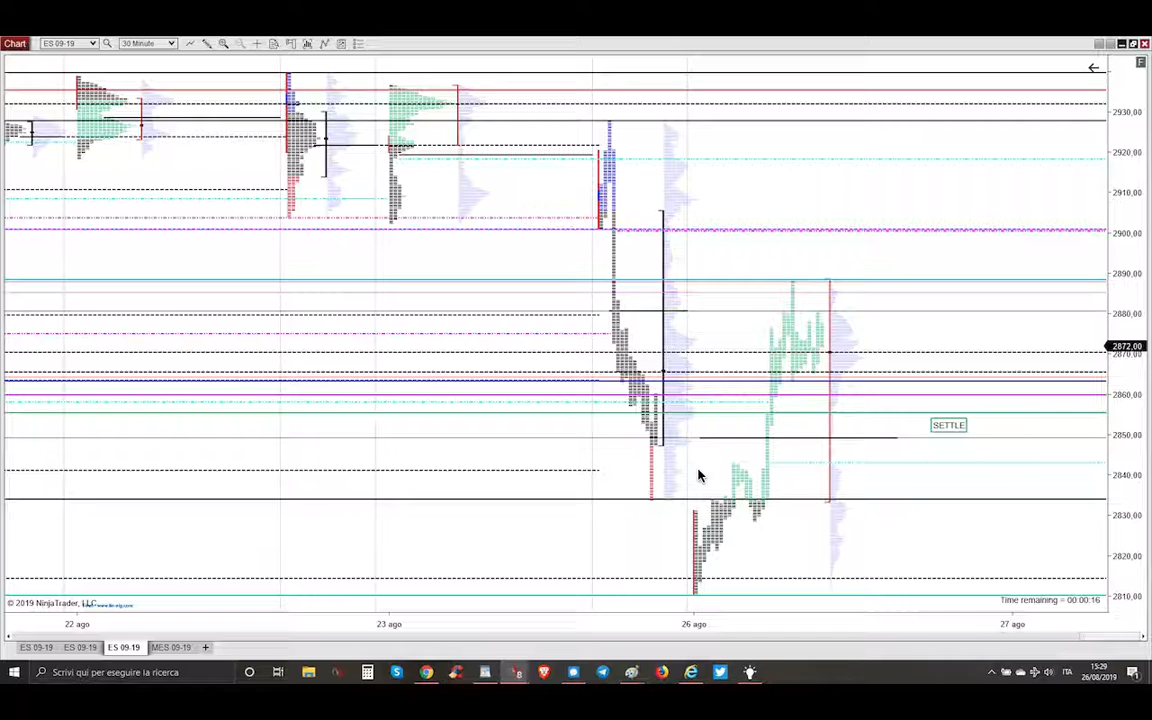 Chart
ES 09-19
30 Minute
F
2930,00
2920,00
2910,00
2900,00
2890,00
2880,00
2872,00
2870,00
2860,00
SETTLE
2850,00
2840,00
2830,00
2820,00
2810,00
© 2019 NinjaTrader, LLC
Time remaining = 00:00:16
22 ago
23 ago
26 ago
27 ago
ES 09-19
ES 09-19
ES 09-19
MES 09-19
+
Scrivi qui per eseguire la ricerca
8
ITA
15:29
26/08/2019